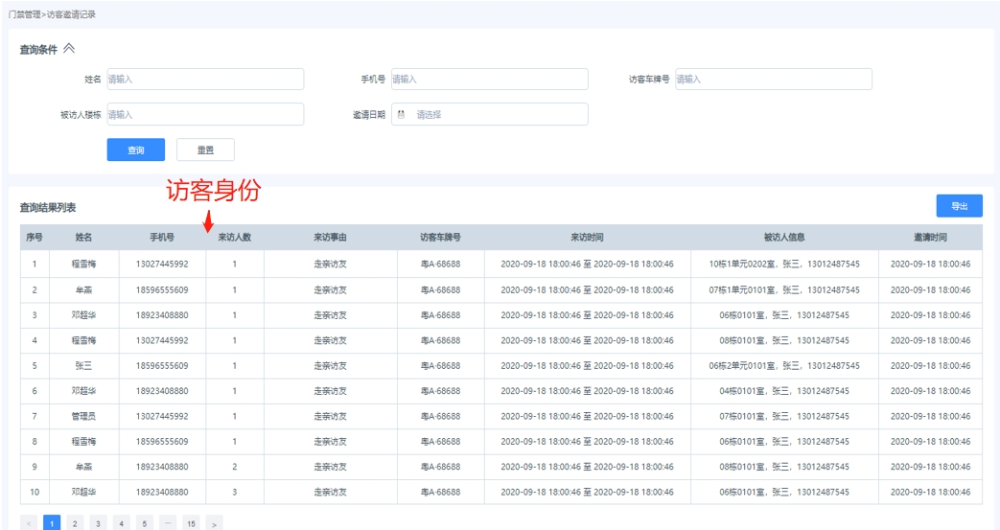 门禁管理>访客邀请记录
查询条件
姓名 请输入 手机号 请输入 访客车牌号 请输入
被访人楼栋 请输入 邀请日期 请选择
查询 重置
访客身份
查询结果列表 导出
序号 姓名 手机号 来访人数 来访事由 访客车牌号 来访时间 被访人信息 邀请时间
1 程雪梅 13027445992 1 走亲访友 粤A-68688 2020-09-18 18:00:46 至 2020-09-18 18:00:46 10栋1单元0202室，张三，13012487545 2020-09-18 18:00:46
2 牟燕 18596555609 1 走亲访友 粤A-68688 2020-09-18 18:00:46 至 2020-09-18 18:00:46 07栋1单元0101室，张三，13012487545 2020-09-18 18:00:46
3 邓超华 18923408880 1 走亲访友 粤A-68688 2020-09-18 18:00:46 至 2020-09-18 18:00:46 06栋0101室，张三，13012487545 2020-09-18 18:00:46
4 程雪梅 13027445992 1 走亲访友 粤A-68688 2020-09-18 18:00:46 至 2020-09-18 18:00:46 08栋0101室，张三，13012487545 2020-09-18 18:00:46
5 张三 18596555609 1 走亲访友 粤A-68688 2020-09-18 18:00:46 至 2020-09-18 18:00:46 06栋2单元0101室，张三，13012487545 2020-09-18 18:00:46
6 邓超华 18923408880 1 走亲访友 粤A-68688 2020-09-18 18:00:46 至 2020-09-18 18:00:46 04栋0101室，张三，13012487545 2020-09-18 18:00:46
7 管理员 13027445992 1 走亲访友 粤A-68688 2020-09-18 18:00:46 至 2020-09-18 18:00:46 07栋0101室，张三，13012487545 2020-09-18 18:00:46
8 程雪梅 18596555609 1 走亲访友 粤A-68688 2020-09-18 18:00:46 至 2020-09-18 18:00:46 06栋0101室，张三，13012487545 2020-09-18 18:00:46
9 牟燕 18923408880 2 走亲访友 粤A-68688 2020-09-18 18:00:46 至 2020-09-18 18:00:46 08栋0101室，张三，13012487545 2020-09-18 18:00:46
10 邓超华 18923408880 3 走亲访友 粤A-68688 2020-09-18 18:00:46 至 2020-09-18 18:00:46 06栋0101室，张三，13012487545 2020-09-18 18:00:46
< 1 2 3 4 5 ··· 15 >